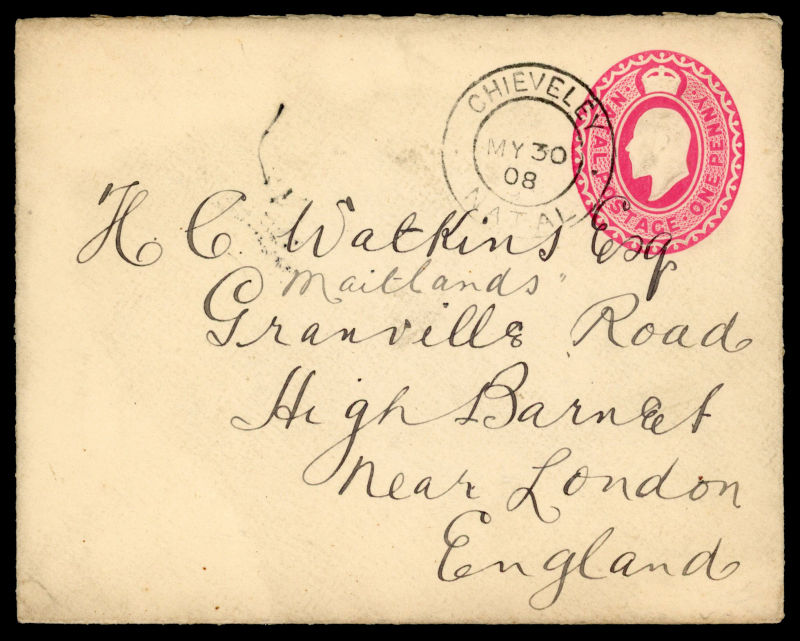 CHIEVELEY
MY 30
08
NATAL
NATAL POSTAGE ONE PENNY
H. C. Watkins Esq
"Maitlands"
Granville Road
High Barnet
near London
England